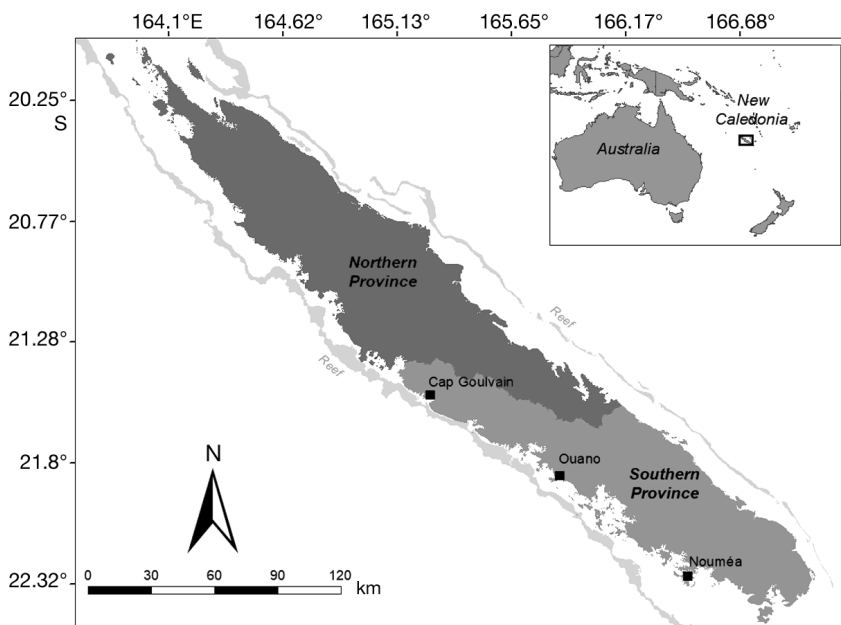 164.1°E 164.62° 165.13° 165.65° 166.17° 166.68°
20.25°
S
20.77°
21.28°
21.8°
22.32°
New
Caledonia
Australia
Northern
Province
Reef
Reef
Cap Goulvain
Ouano
Southern
Province
Nouméa
N
0 30 60 90 120
km